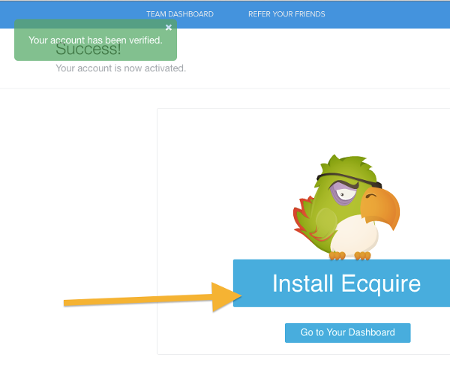 TEAM DASHBOARD REFER YOUR FRIENDS
×
Your account has been verified.
Success!
Your account is now activated.
Install Ecquire
Go to Your Dashboard